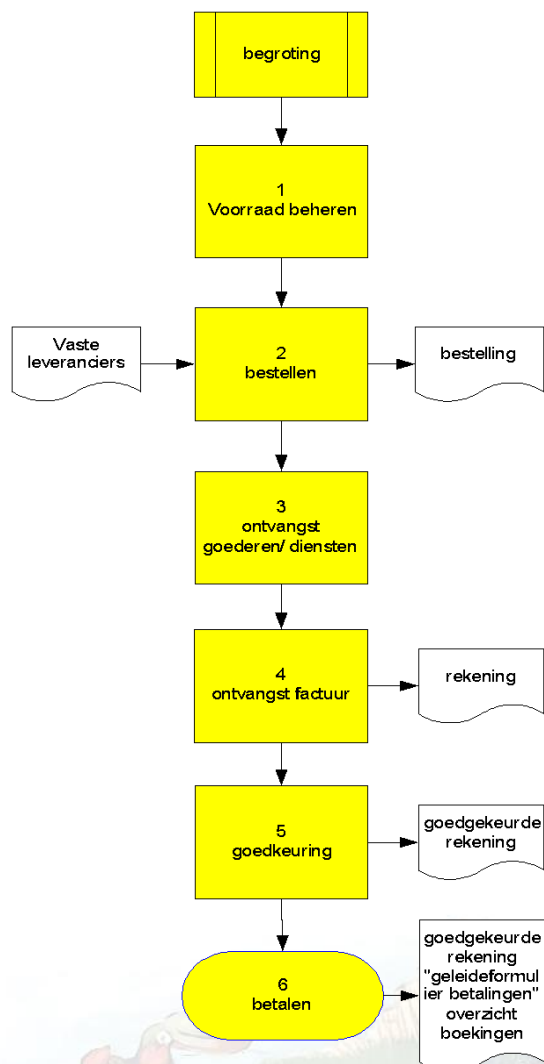 begroting
1
Voorraad beheren
Vaste
leveranciers
2
bestellen
bestelling
3
ontvangst
goederen/ diensten
4
ontvangst factuur
rekening
5
goedkeuring
goedgekeurde
rekening
6
betalen
goedgekeurde
rekening
"geleideformul
ier betalingen"
overzicht
boekingen